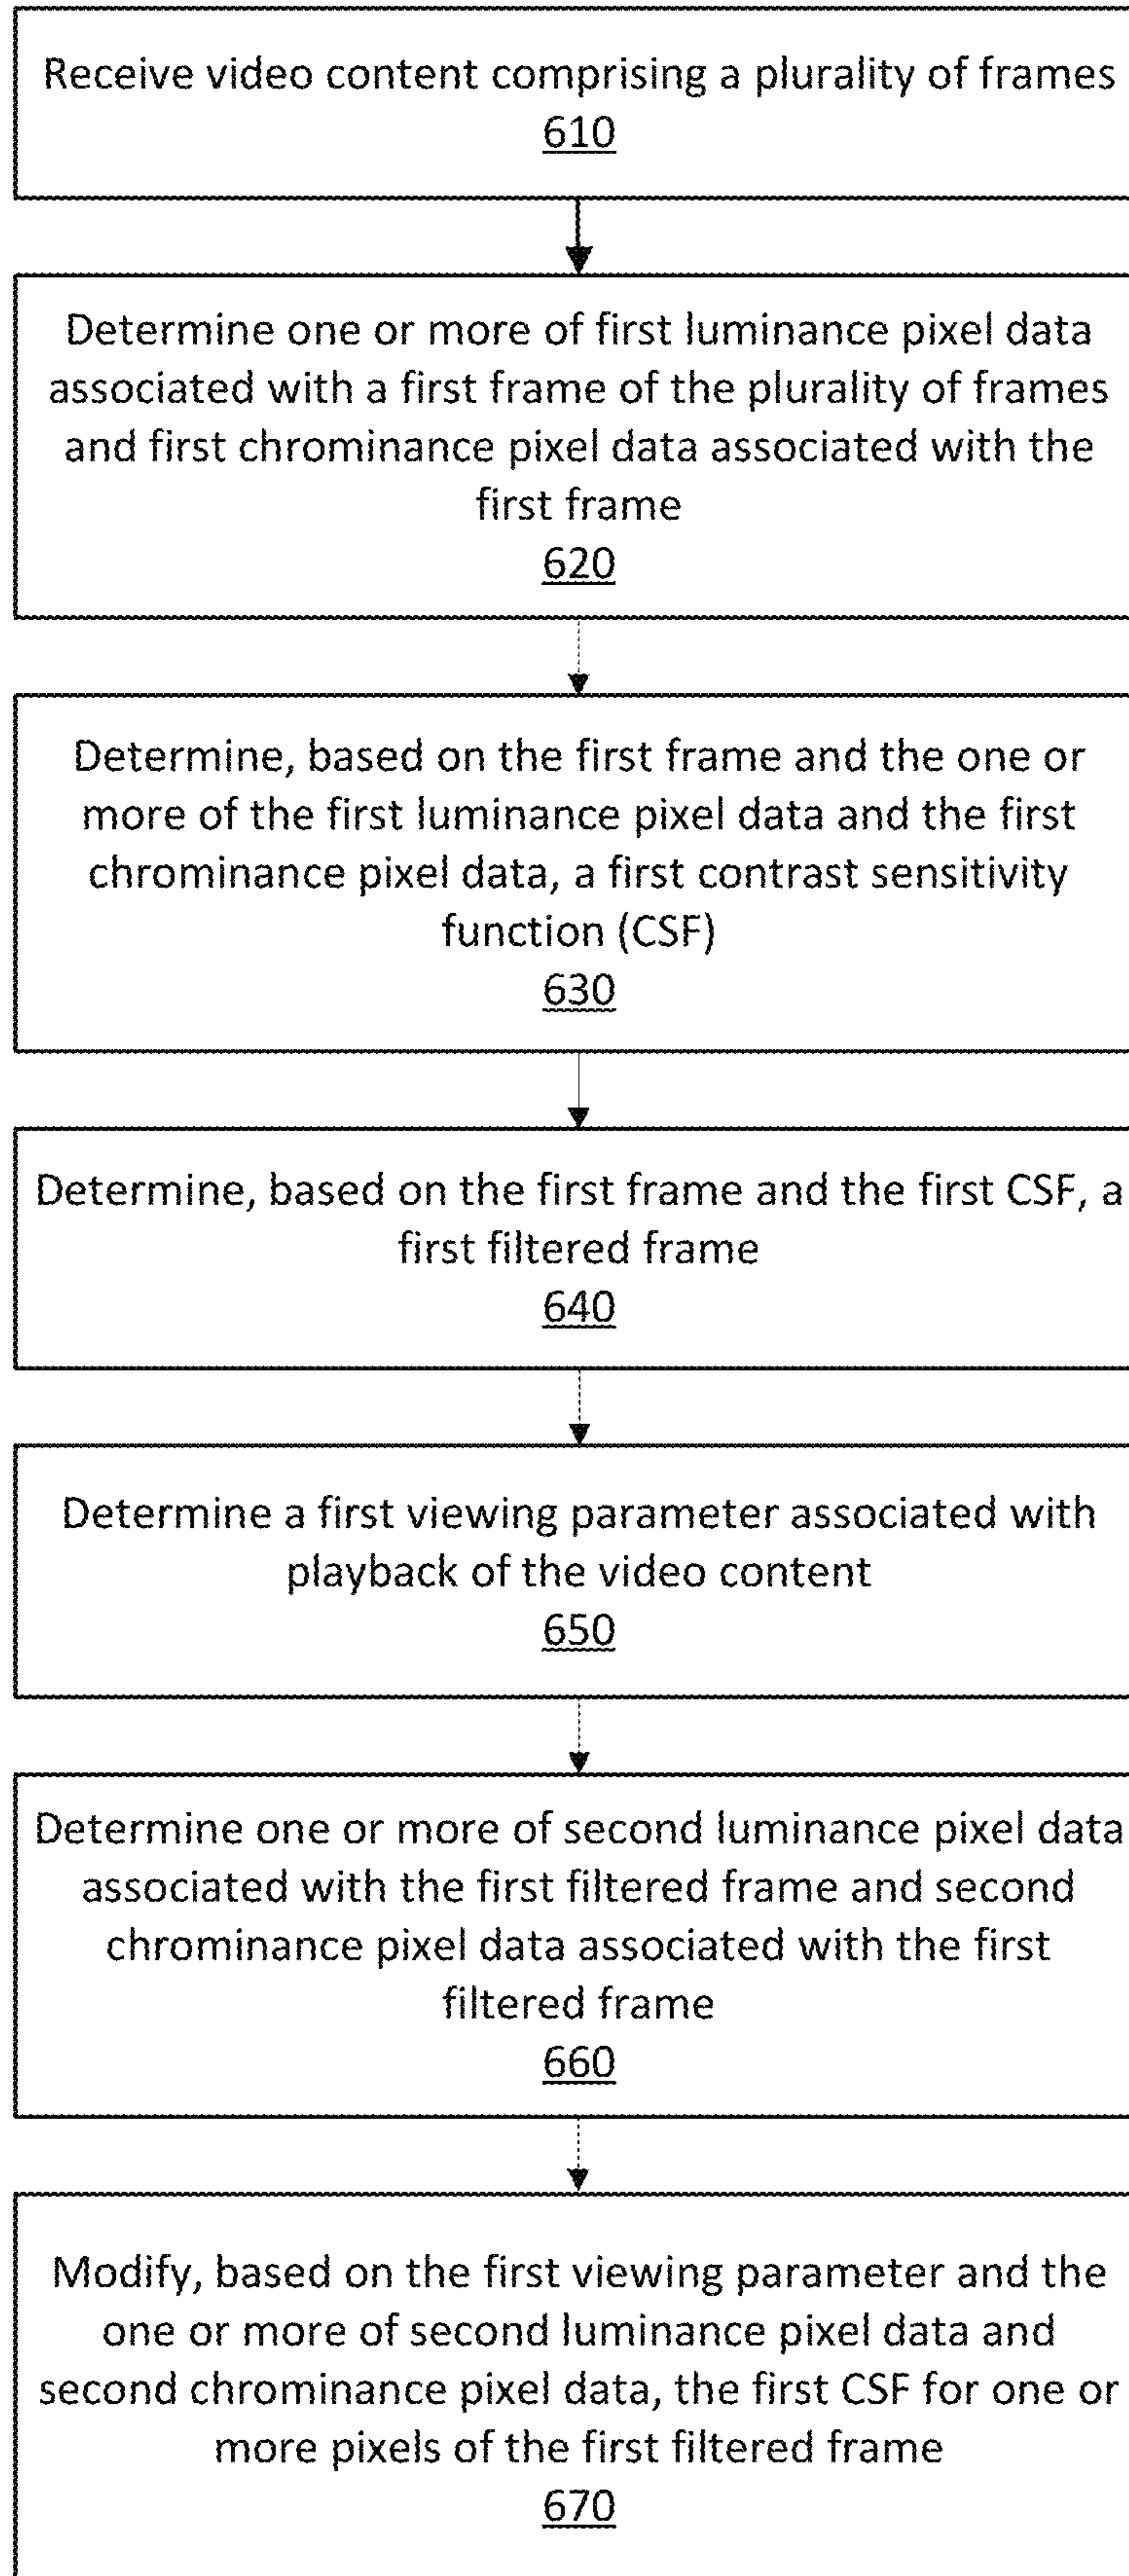 Receive video content comprising a plurality of frames
610
Determine one or more of first luminance pixel data
associated with a first frame of the plurality of frames
and first chrominance pixel data associated with the
first frame
620
Determine, based on the first frame and the one or
more of the first luminance pixel data and the first
chrominance pixel data, a first contrast sensitivity
function (CSF)
630
Determine, based on the first frame and the first CSF, a
first filtered frame
640
Determine a first viewing parameter associated with
playback of the video content
650
Determine one or more of second luminance pixel data
associated with the first filtered frame and second
chrominance pixel data associated with the first
filtered frame
660
Modify, based on the first viewing parameter and the
one or more of second luminance pixel data and
second chrominance pixel data, the first CSF for one or
more pixels of the first filtered frame
670